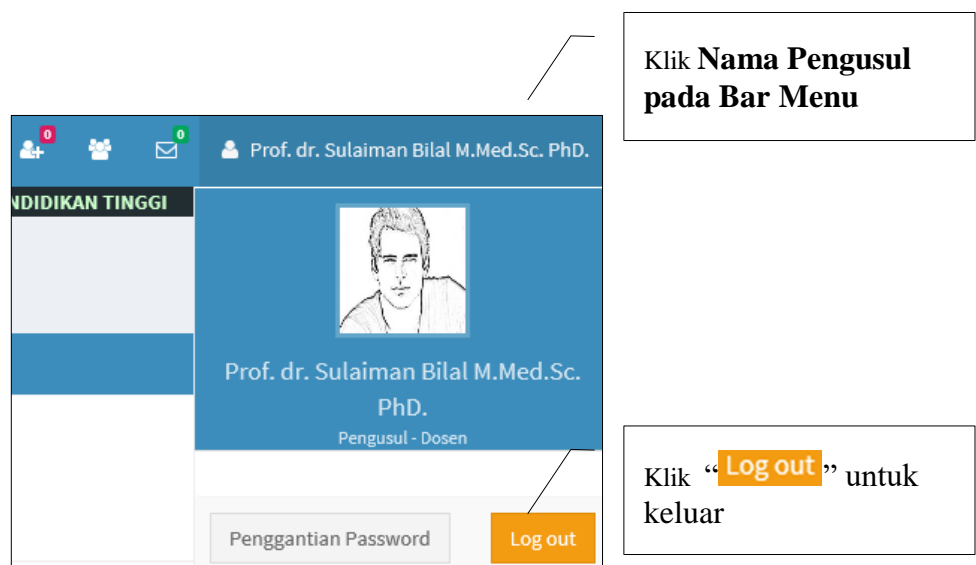 Klik Nama Pengusul
pada Bar Menu
0
0
Prof. dr. Sulaiman Bilal M.Med.Sc. PhD.
NDIDIKAN TINGGI
Prof. dr. Sulaiman Bilal M.Med.Sc.
PhD.
Pengusul - Dosen
Penggantian Password
Log out
Klik “Log out” untuk
keluar